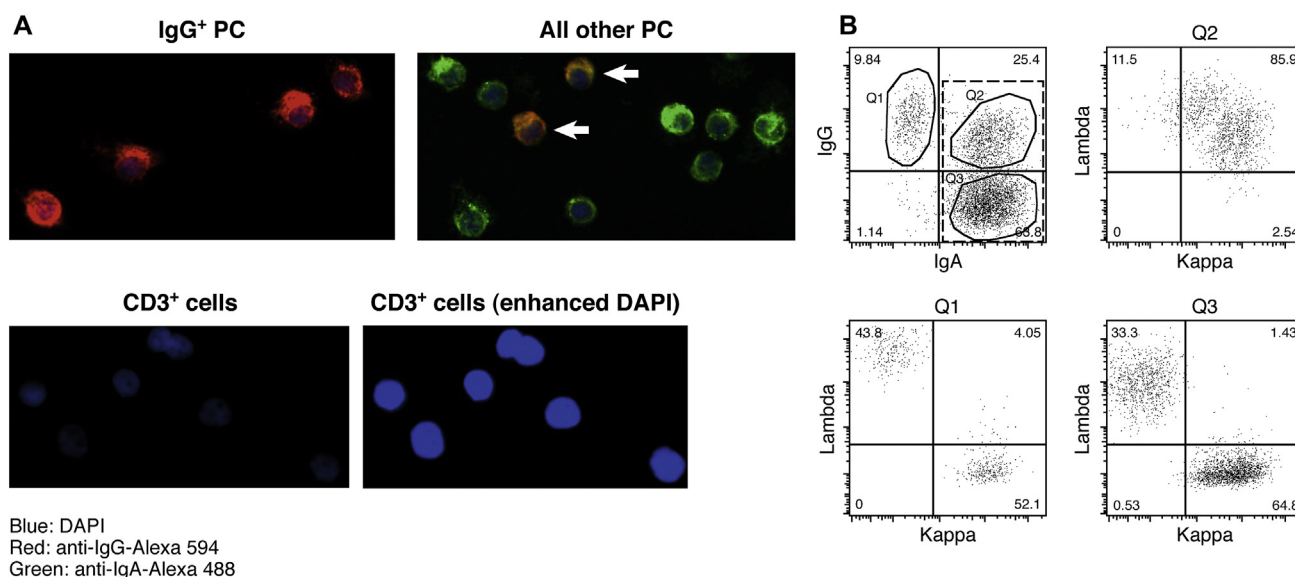 A
IgG+ PC
All other PC
CD3+ cells
CD3+ cells (enhanced DAPI)
Blue: DAPI
Red: anti-IgG-Alexa 594
Green: anti-IgA-Alexa 488
B
9.84
25.4
Q1
Q2
Q3
1.14
63.8
IgG
IgA
Q2
11.5
85.9
0
2.54
Lambda
Kappa
Q1
43.8
4.05
0
52.1
Lambda
Kappa
Q3
33.3
1.43
0.53
64.8
Lambda
Kappa